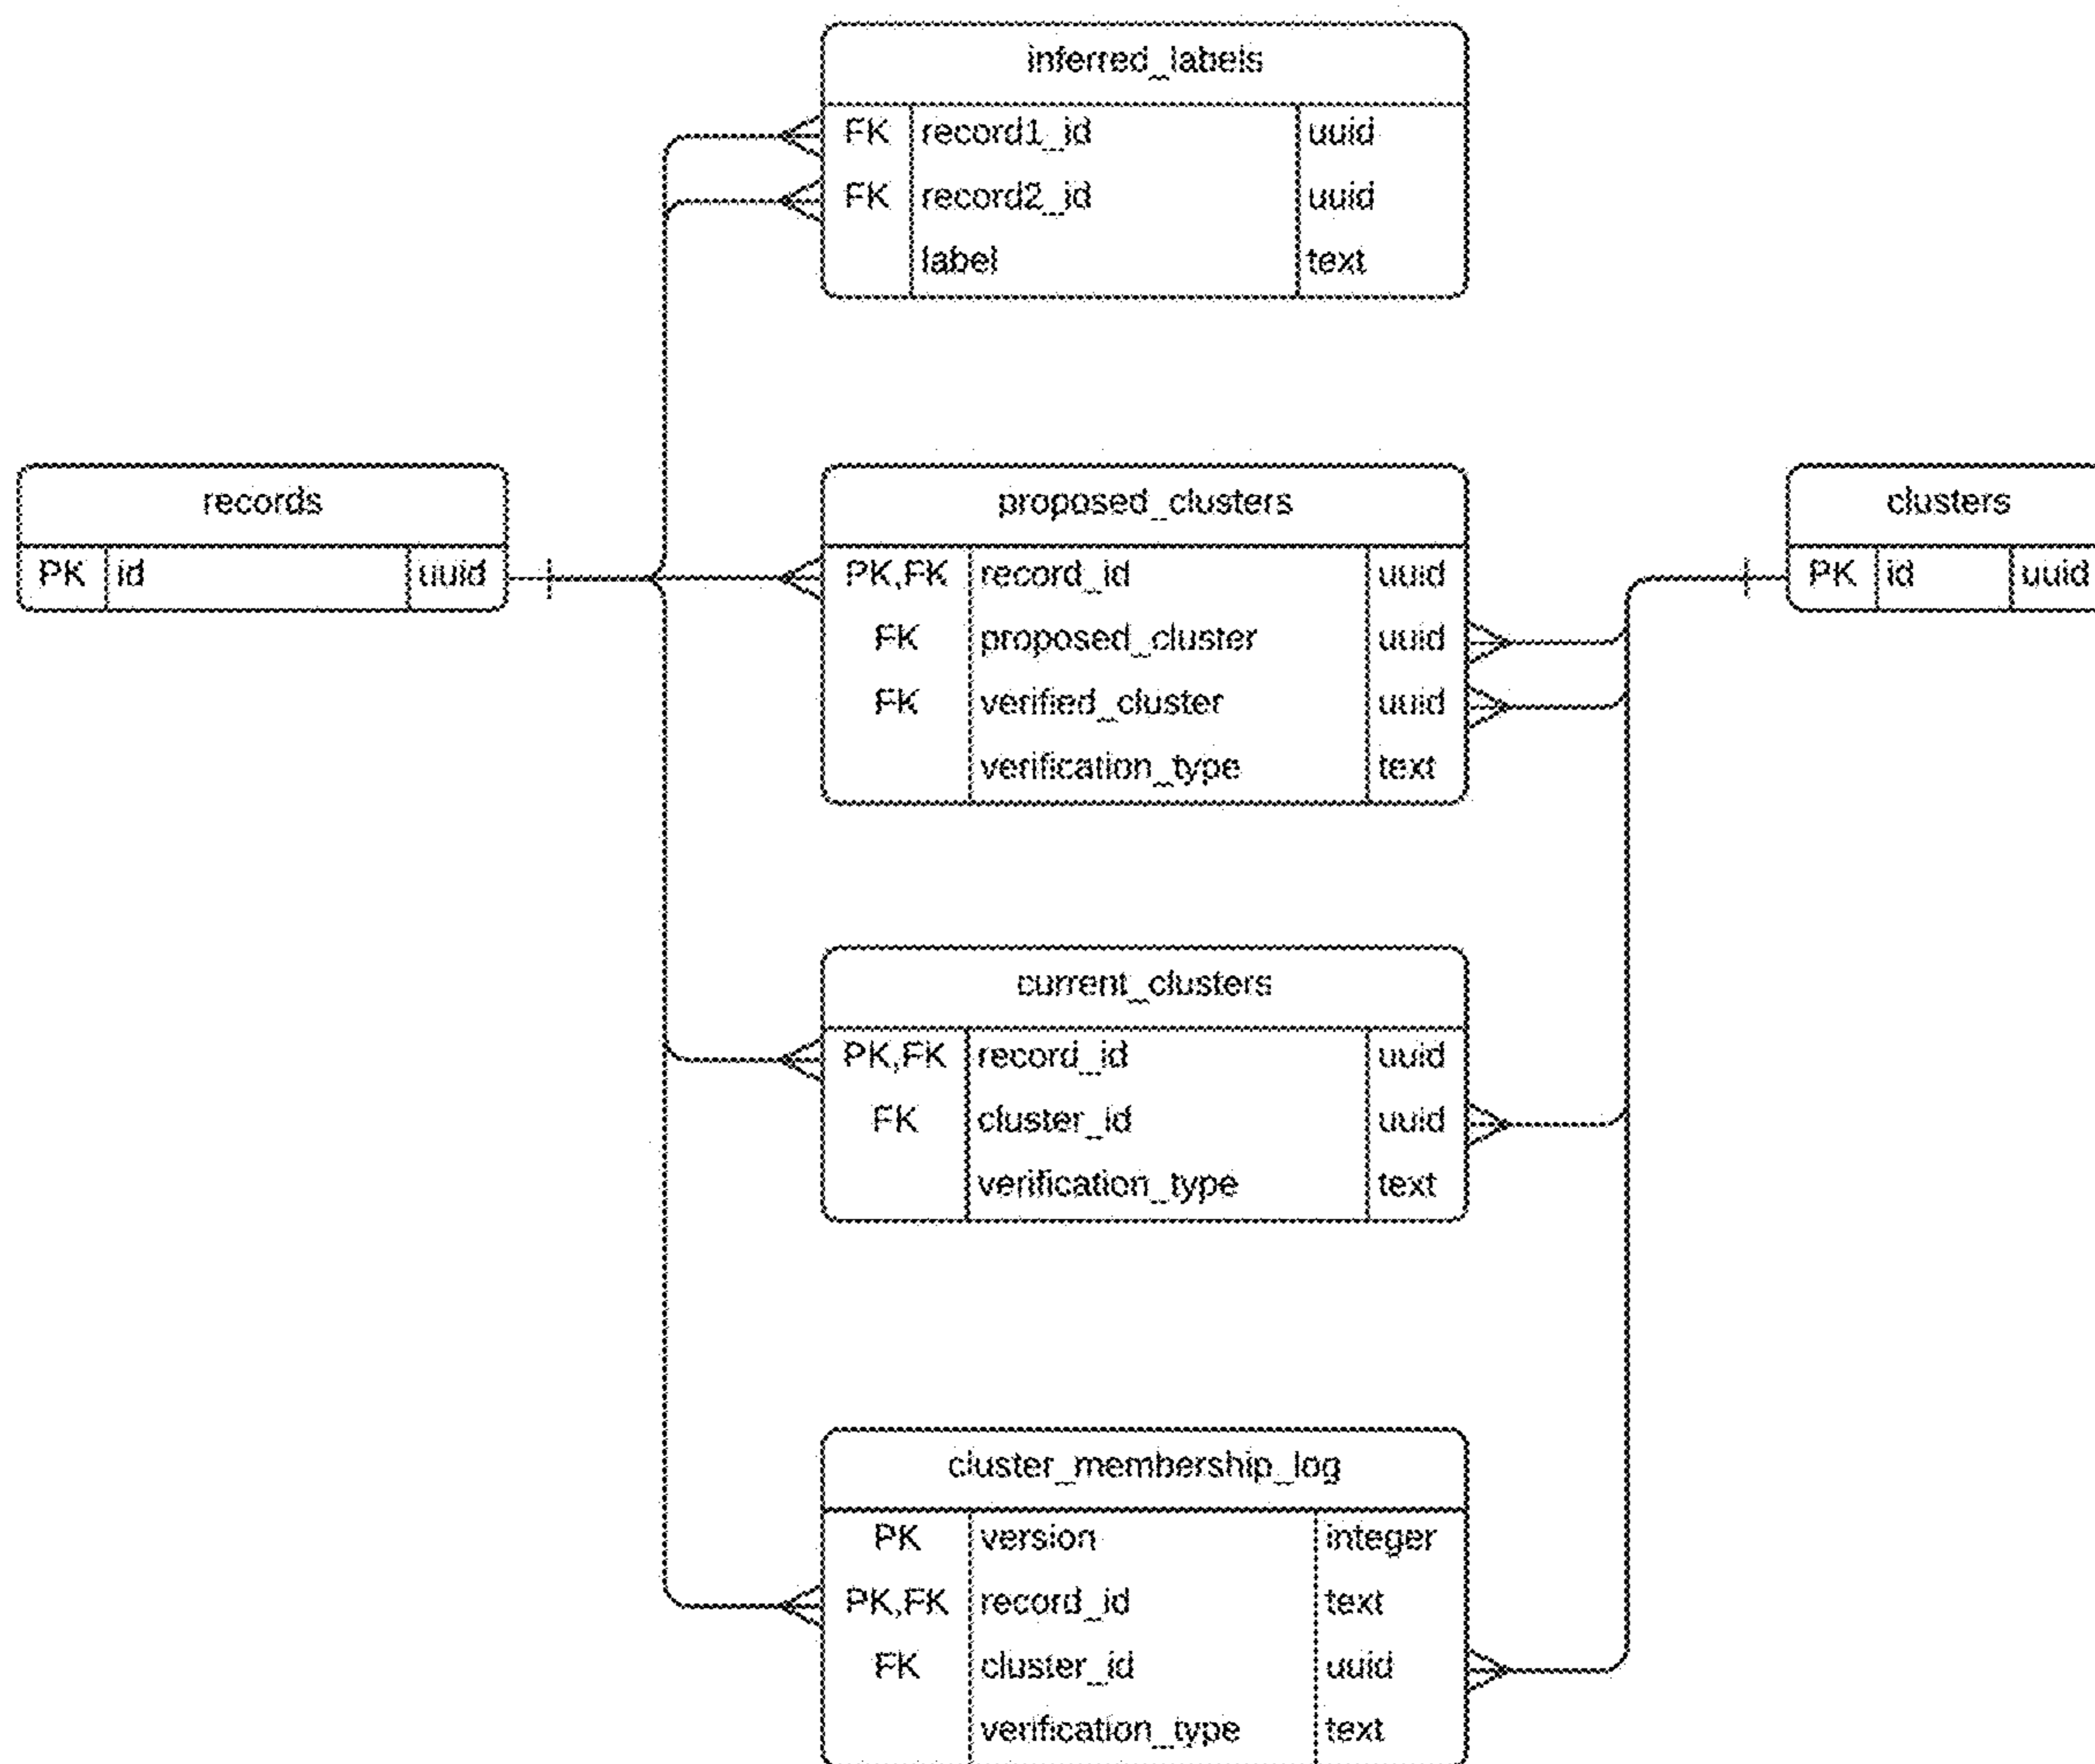 inferred_labels
FK record1_id uuid
FK record2_id uuid
label text
records
PK id uuid
proposed_clusters
PK,FK record_id uuid
FK proposed_cluster uuid
FK verified_cluster uuid
verification_type text
clusters
PK id uuid
current_clusters
PK,FK record_id uuid
FK cluster_id uuid
verification_type text
cluster_membership_log
PK version integer
PK,FK record_id text
FK cluster_id uuid
verification_type text